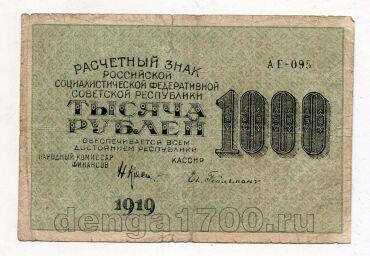 РАСЧЕТНЫЙ ЗНАК
РОССИЙСКОЙ
СОЦИАЛИСТИЧЕСКОЙ ФЕДЕРАТИВНОЙ
СОВЕТСКОЙ РЕСПУБЛИКИ
АГ-095
ТЫСЯЧА
РУБЛЕЙ
1000
ОБЕСПЕЧИВАЕТСЯ ВСЕМ
ДОСТОЯНИЕМ РЕСПУБЛИКИ
НАРОДНЫЙ КОМИССАР
ФИНАНСОВ
КАССИР
1919
denga1700.ru